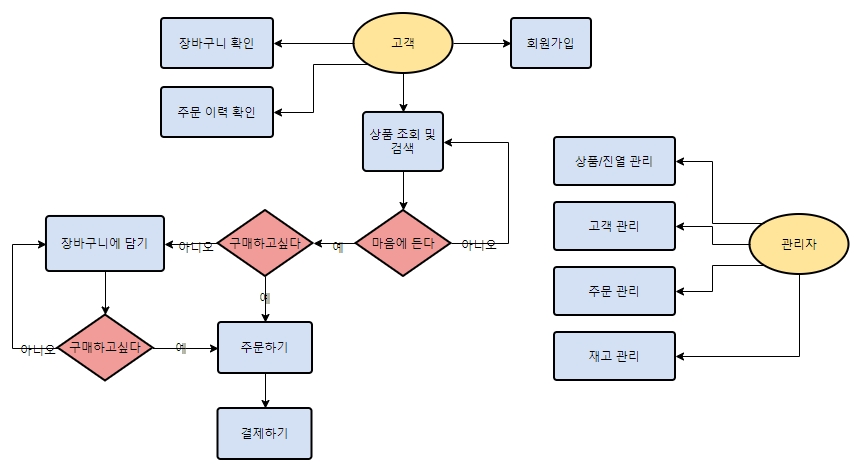 장바구니 확인
고객
회원가입
주문 이력 확인
상품 조회 및
검색
상품/진열 관리
고객 관리
관리자
주문 관리
재고 관리
장바구니에 담기
아니오
구매하고싶다
예
마음에 든다
아니오
예
아니오
구매하고싶다
예
주문하기
결제하기